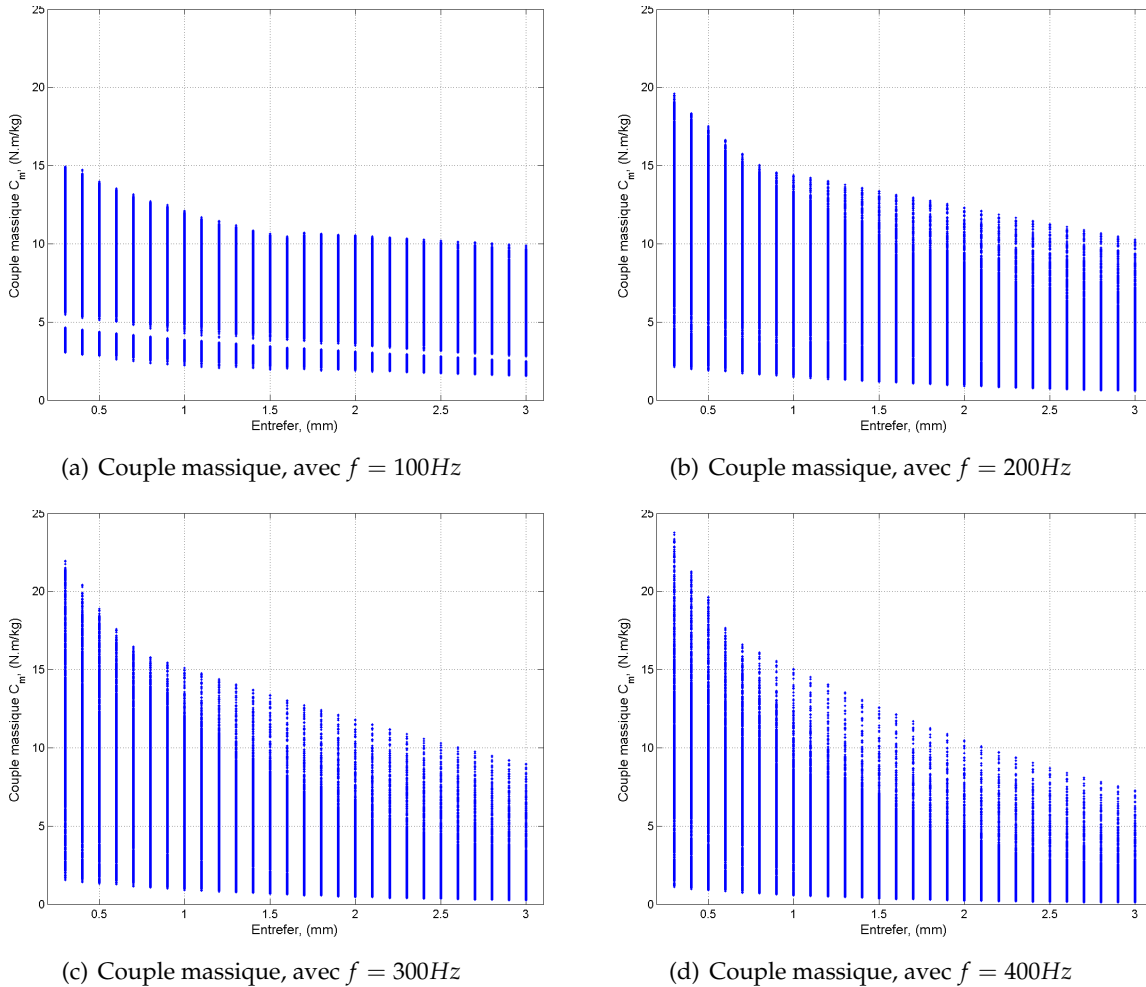 25
20
15
10
5
0
Couple massique Cm, (N.m/kg)
0.5 1 1.5 2 2.5 3
Entrefer, (mm)
(a) Couple massique, avec f = 100Hz
25
20
15
10
5
0
Couple massique Cm, (N.m/kg)
0.5 1 1.5 2 2.5 3
Entrefer, (mm)
(b) Couple massique, avec f = 200Hz
25
20
15
10
5
0
Couple massique Cm, (N.m/kg)
0.5 1 1.5 2 2.5 3
Entrefer, (mm)
(c) Couple massique, avec f = 300Hz
25
20
15
10
5
0
Couple massique Cm, (N.m/kg)
0.5 1 1.5 2 2.5 3
Entrefer, (mm)
(d) Couple massique, avec f = 400Hz